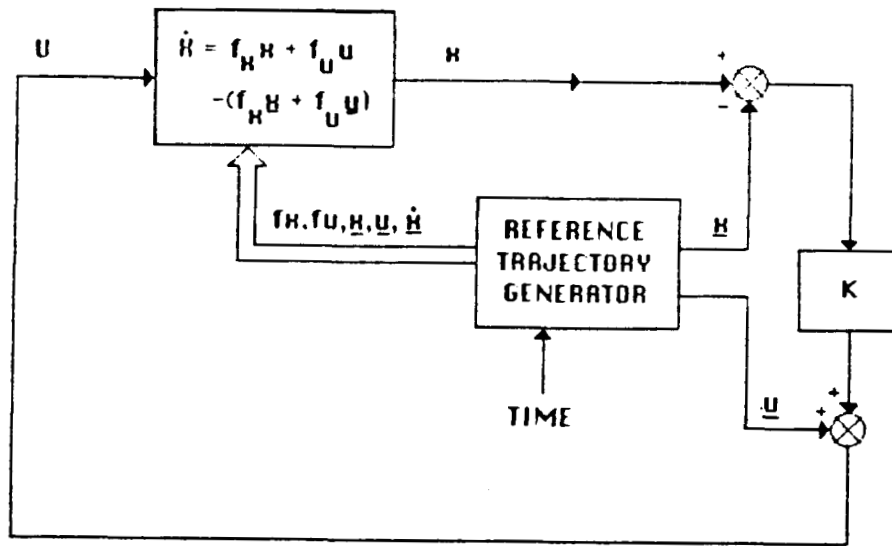 U
ẋ = f_x x + f_u u
-(f_x x̲ + f_u u̲)
x
+
-
fx, fu, x̲, u̲, ẋ̲
REFERENCE
TRAJECTORY
GENERATOR
x̲
K
TIME
u̲
+
+